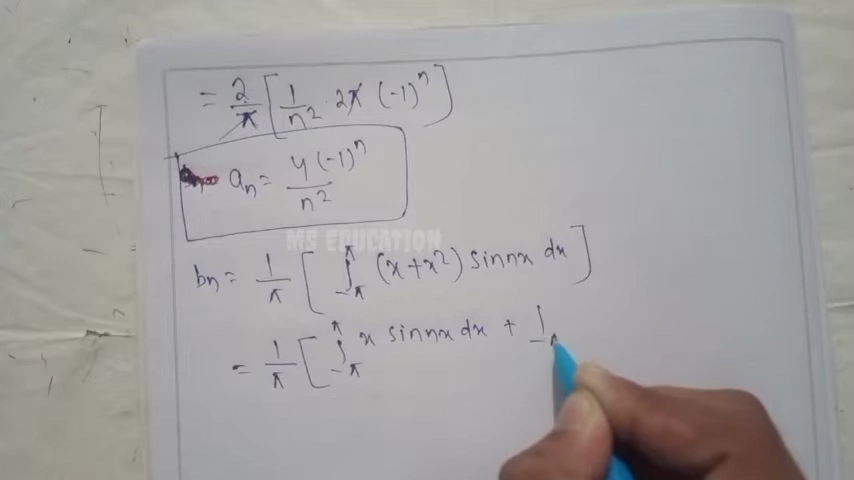 = 2/π [ 1/n² · 2π (-1)ⁿ ]
aₙ = 4(-1)ⁿ/n²
MS EDUCATION
bn = 1/π [ ∫_{-π}^{π} (x+x²) sinnx dx ]
= 1/π [ ∫_{-π}^{π} x sinnx dx + ∫_{-π}